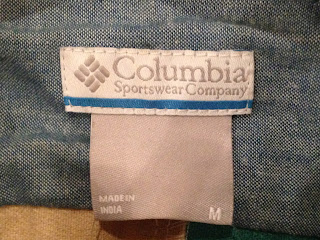 Columbia
Sportswear Company
MADE IN
INDIA
M